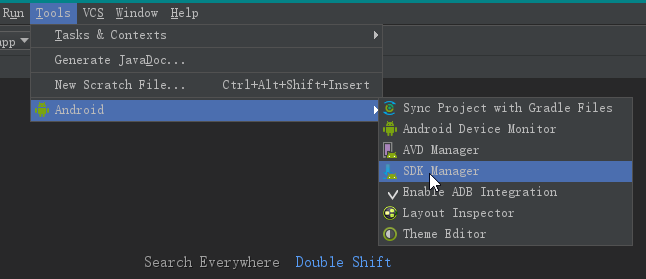 Run Tools VCS Window Help
app
Tasks & Contexts
Generate JavaDoc...
New Scratch File... Ctrl+Alt+Shift+Insert
Android
Sync Project with Gradle Files
Android Device Monitor
AVD Manager
SDK Manager
Enable ADB Integration
Layout Inspector
Theme Editor
Search Everywhere Double Shift